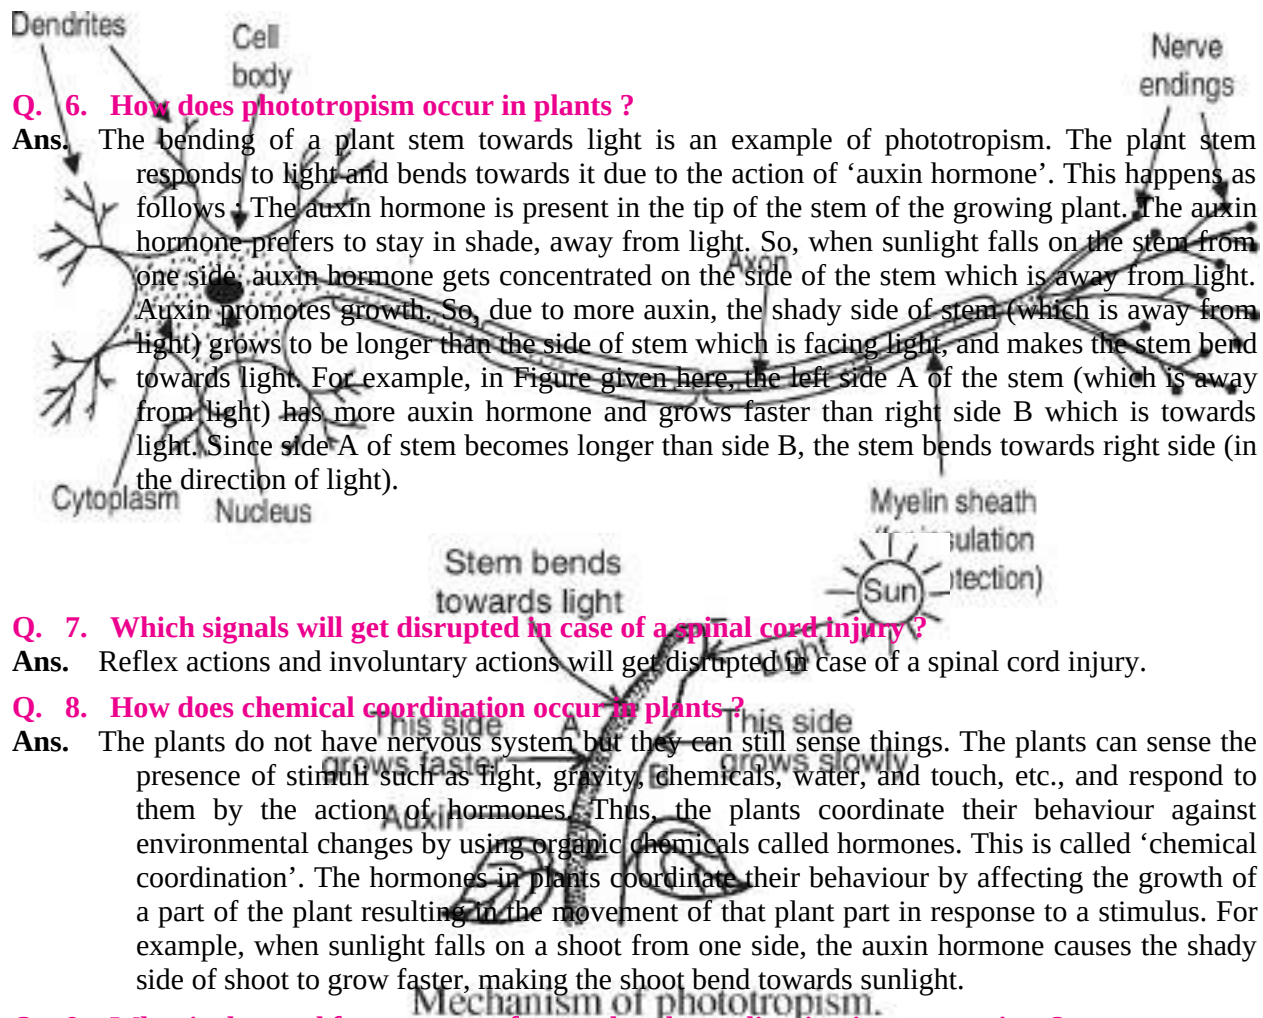 Dendrites
Cell
body
Nerve
endings
Q. 6. How does phototropism occur in plants ?
Ans. The bending of a plant stem towards light is an example of phototropism. The plant stem
responds to light and bends towards it due to the action of ‘auxin hormone’. This happens as
follows : The auxin hormone is present in the tip of the stem of the growing plant. The auxin
hormone prefers to stay in shade, away from light. So, when sunlight falls on the stem from
Axon
one side, auxin hormone gets concentrated on the side of the stem which is away from light.
Auxin promotes growth. So, due to more auxin, the shady side of stem (which is away from
light) grows to be longer than the side of stem which is facing light, and makes the stem bend
towards light. For example, in Figure given here, the left side A of the stem (which is away
from light) has more auxin hormone and grows faster than right side B which is towards
light. Since side A of stem becomes longer than side B, the stem bends towards right side (in
the direction of light).
Cytoplasm
Nucleus
Myelin sheath
Stem bends
towards light
Sun
Q. 7. Which signals will get disrupted in case of a spinal cord injury ?
Light
Ans. Reflex actions and involuntary actions will get disrupted in case of a spinal cord injury.
Q. 8. How does chemical coordination occur in plants ?
This side
grows faster
A
This side
grows slowly
B
Auxin
Ans. The plants do not have nervous system but they can still sense things. The plants can sense the
presence of stimuli such as light, gravity, chemicals, water, and touch, etc., and respond to
them by the action of hormones. Thus, the plants coordinate their behaviour against
environmental changes by using organic chemicals called hormones. This is called ‘chemical
coordination’. The hormones in plants coordinate their behaviour by affecting the growth of
a part of the plant resulting in the movement of that plant part in response to a stimulus. For
example, when sunlight falls on a shoot from one side, the auxin hormone causes the shady
side of shoot to grow faster, making the shoot bend towards sunlight.
Mechanism of phototropism.